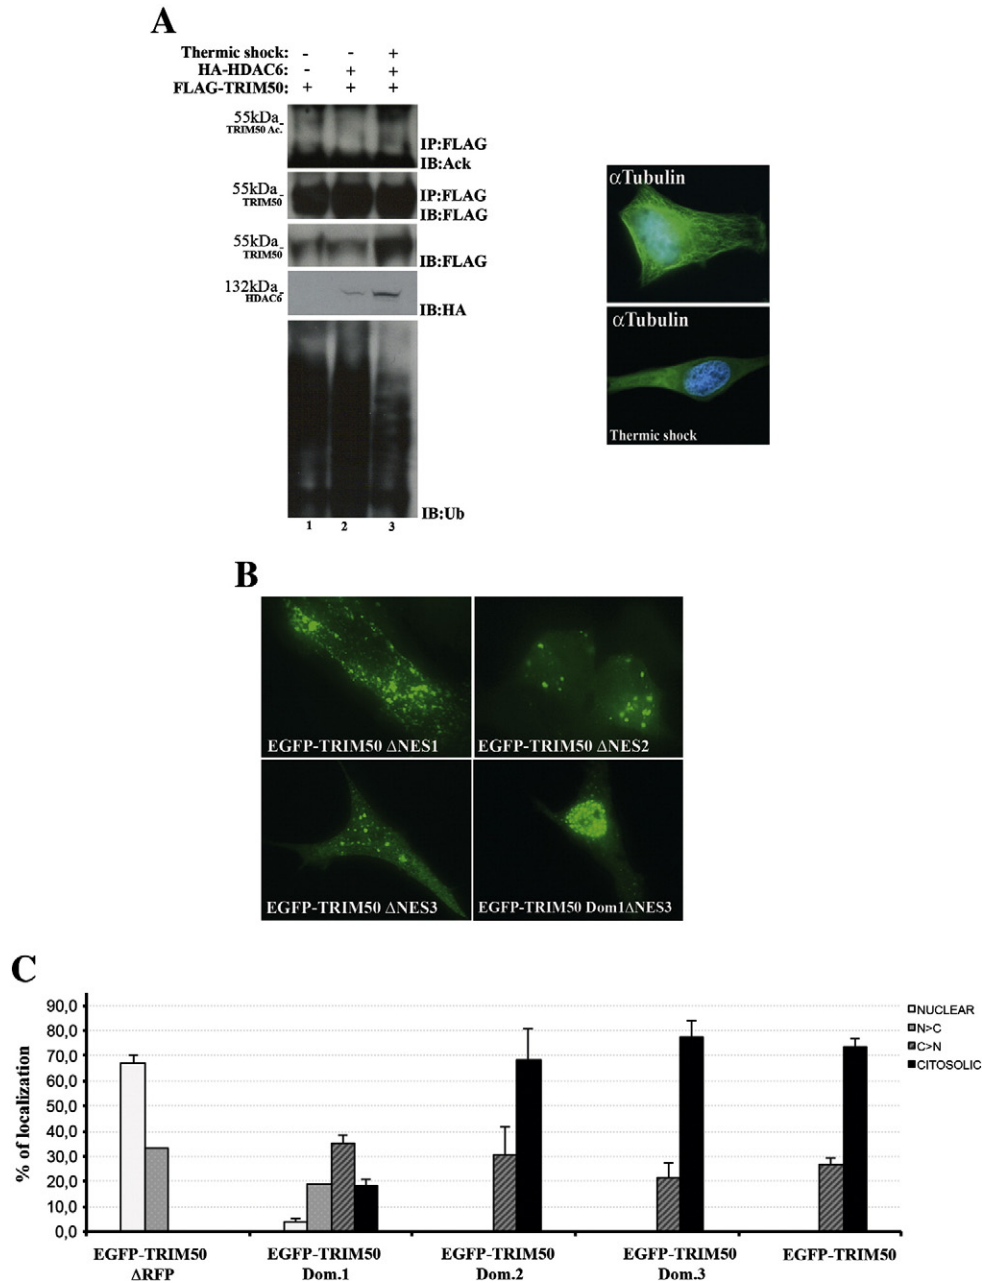 A
Thermic shock: - - +
HA-HDAC6: - + +
FLAG-TRIM50: + + +
55kDa_
TRIM50 Ac.
IP:FLAG
IB:Ack
55kDa_
TRIM50
IP:FLAG
IB:FLAG
55kDa_
TRIM50
IB:FLAG
132kDa_
HDAC6
IB:HA
IB:Ub
1 2 3
αTubulin
αTubulin
Thermic shock
B
EGFP-TRIM50 ΔNES1
EGFP-TRIM50 ΔNES2
EGFP-TRIM50 ΔNES3
EGFP-TRIM50 Dom1ΔNES3
C
% of localization
90,0
80,0
70,0
60,0
50,0
40,0
30,0
20,0
10,0
0,0
NUCLEAR
N>C
C>N
CITOSOLIC
EGFP-TRIM50
ΔRFP
EGFP-TRIM50
Dom.1
EGFP-TRIM50
Dom.2
EGFP-TRIM50
Dom.3
EGFP-TRIM50